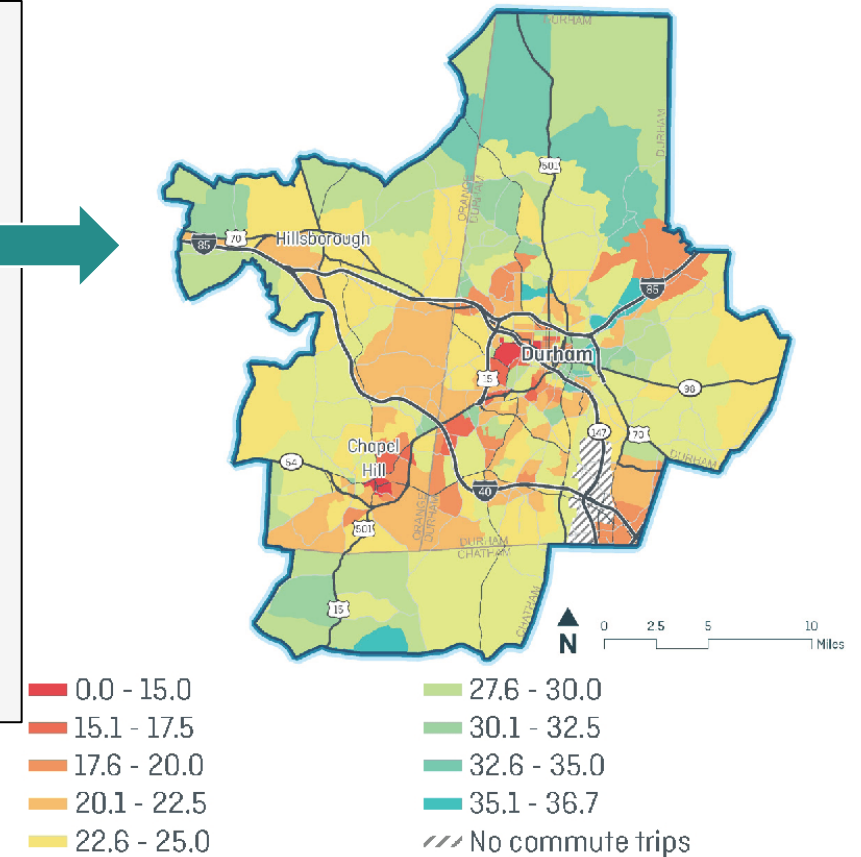 DURHAM
DURHAM
501
ORANGE
DURHAM
70
Hillsborough
85
85
Durham
15
98
Chapel
Hill
147
70
54
DURHAM
40
ORANGE
DURHAM
501
DURHAM
CHATHAM
CHATHAM
15
N
0 2.5 5 10
Miles
0.0 - 15.0
15.1 - 17.5
17.6 - 20.0
20.1 - 22.5
22.6 - 25.0
27.6 - 30.0
30.1 - 32.5
32.6 - 35.0
35.1 - 36.7
No commute trips